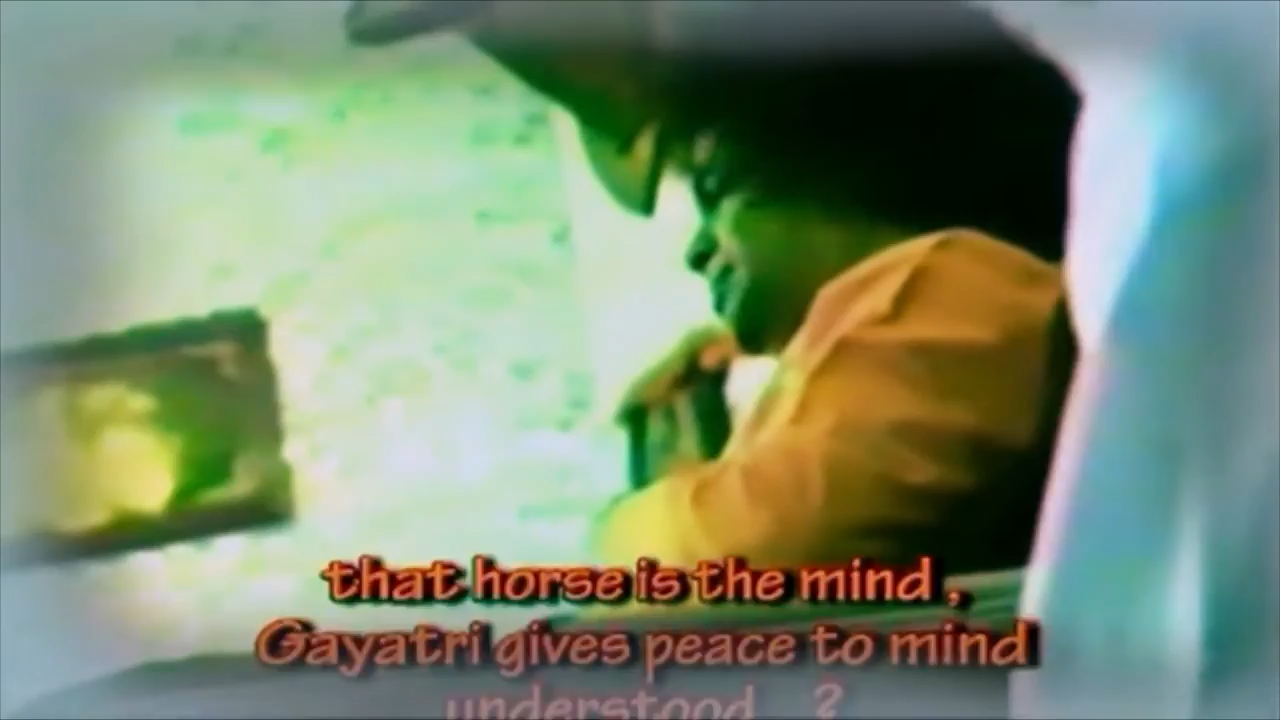 that horse is the mind ,
Gayatri gives peace to mind
understood ?